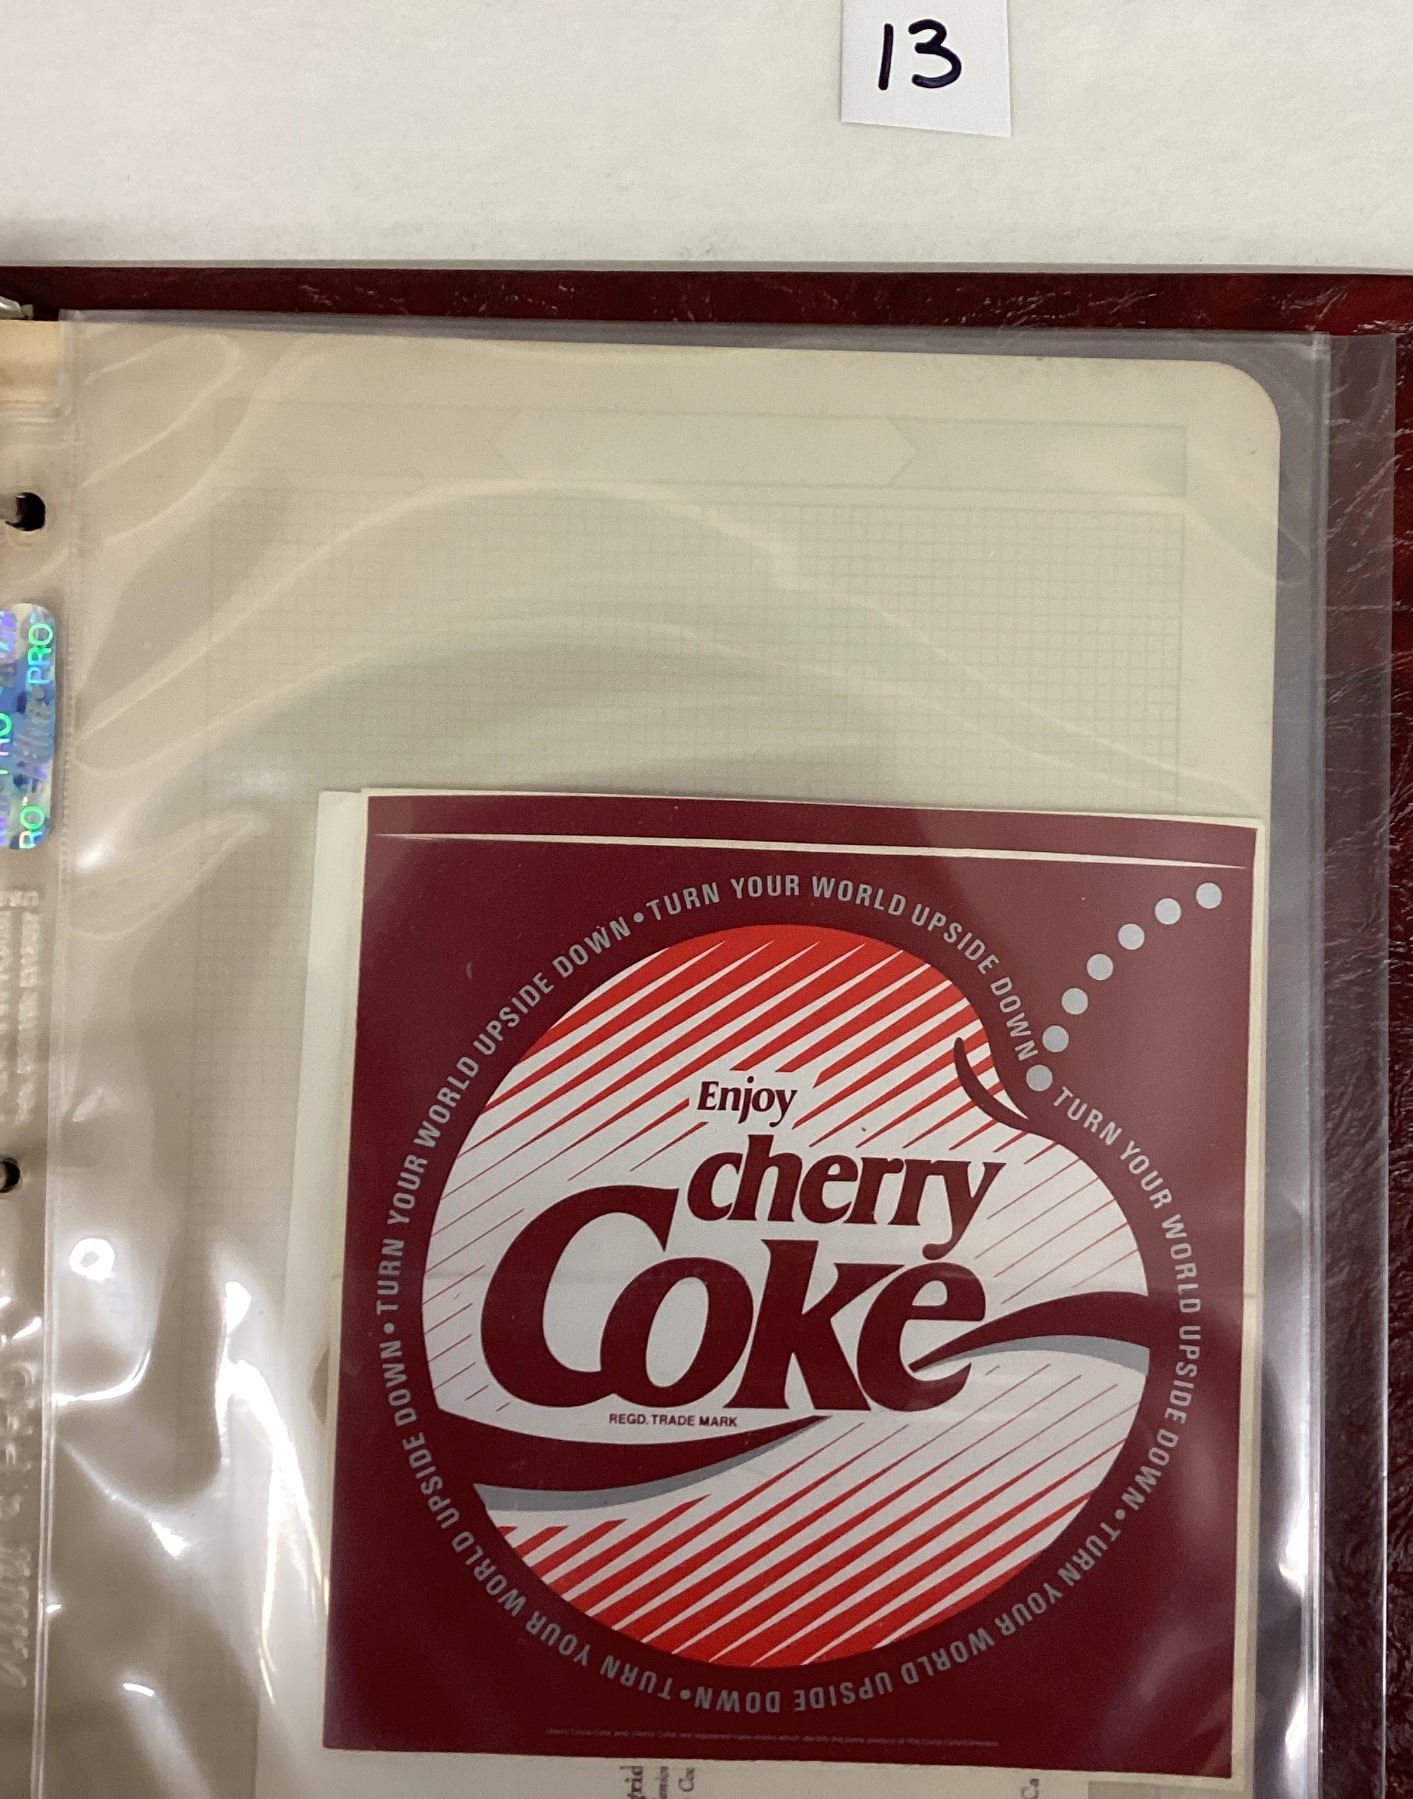 13
PRO
TURN YOUR WORLD UPSIDE DOWN • TURN YOUR WORLD UPSIDE DOWN • TURN YOUR WORLD UPSIDE DOWN • TURN YOUR WORLD UPSIDE DOWN • TURN YOUR WORLD UPSIDE DOWN •
Enjoy
cherry
Coke
REGD. TRADE MARK